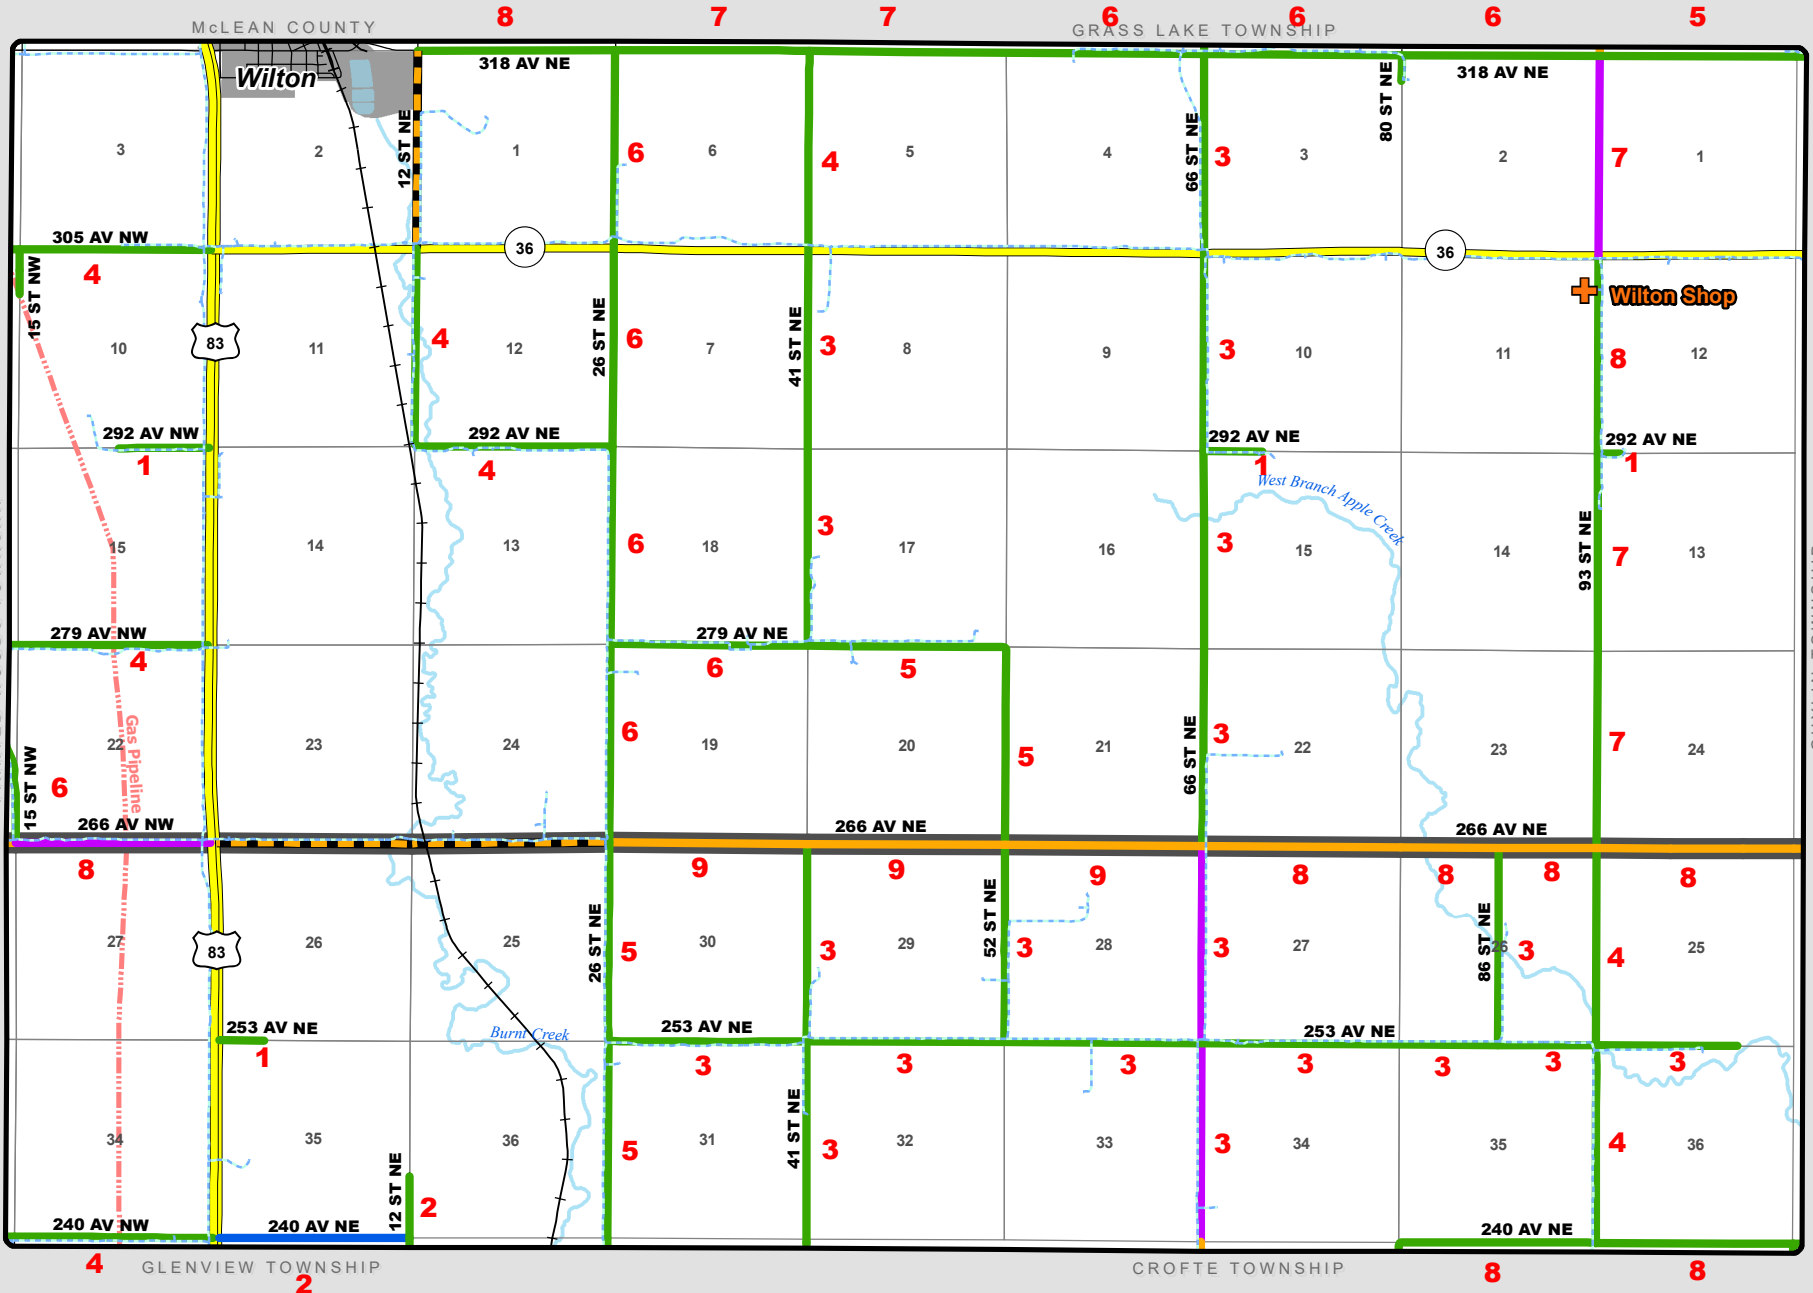 8 7 7 6 6 6 5
McLEAN COUNTY GRASS LAKE TOWNSHIP
Wilton
318 AV NE 318 AV NE
12 ST NE 66 ST NE 80 ST NE
3 2 1 6 6 4 5 4 3 3 2 7 1
305 AV NW 36 36
15 ST NW 4
Wilton Shop
83
26 ST NE 41 ST NE
10 11 4 12 6 7 3 8 9 3 10 11 8 12
292 AV NW 292 AV NE 292 AV NE 292 AV NE
1 4 1 1
West Branch Apple Creek
93 ST NE
15 14 13 6 18 3 17 16 3 15 14 7 13
279 AV NW 279 AV NE
4 6 5
Gas Pipeline
15 ST NW 66 ST NE
22 23 24 6 19 20 5 21 3 22 23 7 24
6
266 AV NW 266 AV NE 266 AV NE
8 9 9 9 8 8 8 8
26 ST NE 52 ST NE 86 ST NE
83
27 26 25 5 30 3 29 3 28 3 27 26 3 4 25
253 AV NE 253 AV NE 253 AV NE
Burnt Creek
1 3 3 3 3 3 3 3
12 ST NE 41 ST NE
34 35 36 5 31 3 32 33 3 34 35 4 36
2
240 AV NW 240 AV NE 240 AV NE
4 GLENVIEW TOWNSHIP 2 CROFTE TOWNSHIP 8 8